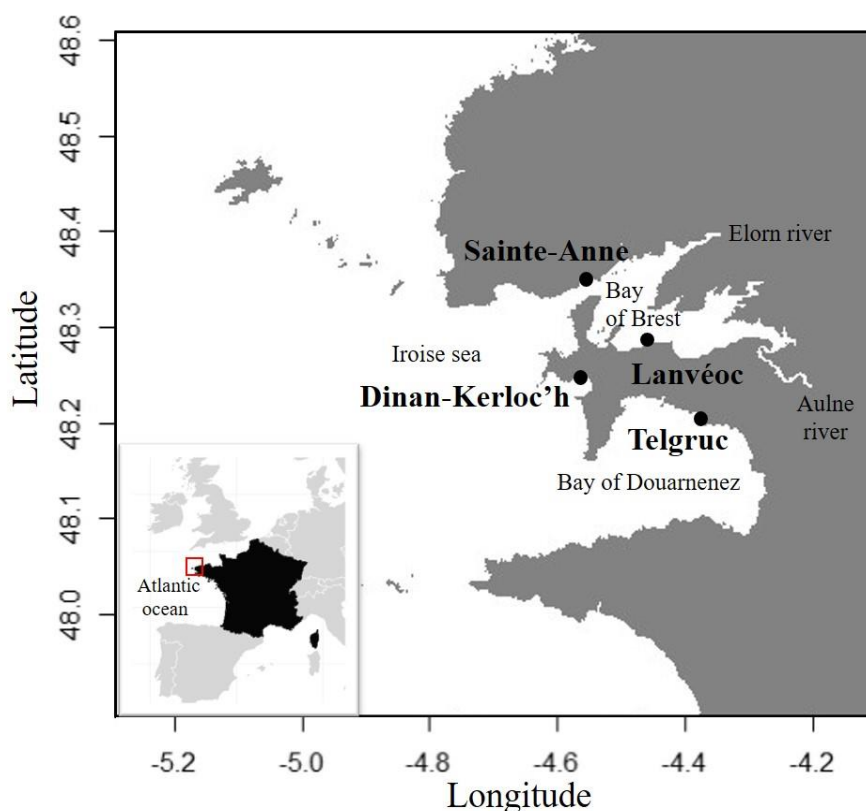 48.6
48.5
48.4
48.3
48.2
48.1
48.0
Latitude
Sainte-Anne
Elorn river
Bay
of Brest
Iroise sea
Lanvéoc
Dinan-Kerloc’h
Aulne
river
Telgruc
Bay of Douarnenez
Atlantic
ocean
-5.2
-5.0
-4.8
-4.6
-4.4
-4.2
Longitude